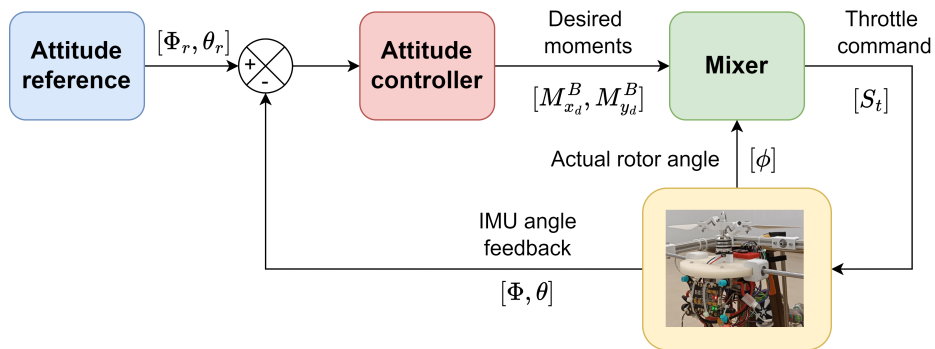 Attitude
reference
[Φ_r, θ_r]
+
-
Attitude
controller
Desired
moments
[M^B_{x_d}, M^B_{y_d}]
Mixer
Throttle
command
[S_t]
Actual rotor angle [ϕ]
IMU angle
feedback
[Φ, θ]